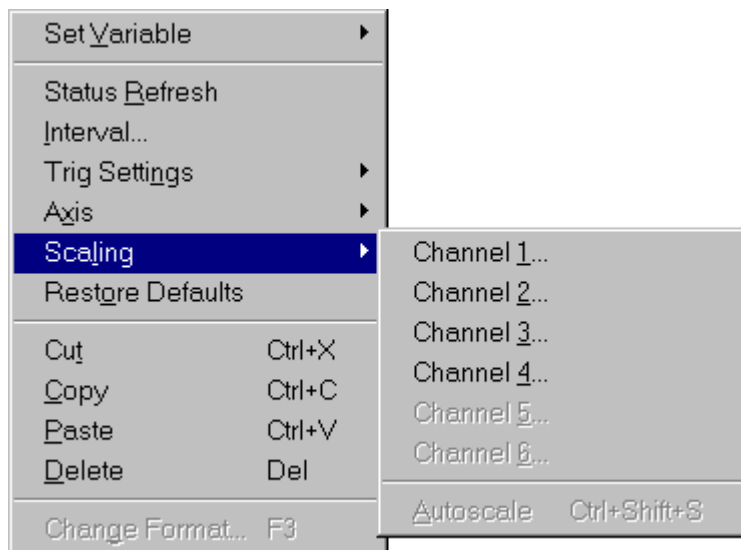 Set Variable
Status Refresh
Interval...
Trig Settings
Axis
Scaling
Restore Defaults
Cut Ctrl+X
Copy Ctrl+C
Paste Ctrl+V
Delete Del
Change Format... F3
Channel 1...
Channel 2...
Channel 3...
Channel 4...
Channel 5...
Channel 6...
Autoscale Ctrl+Shift+S